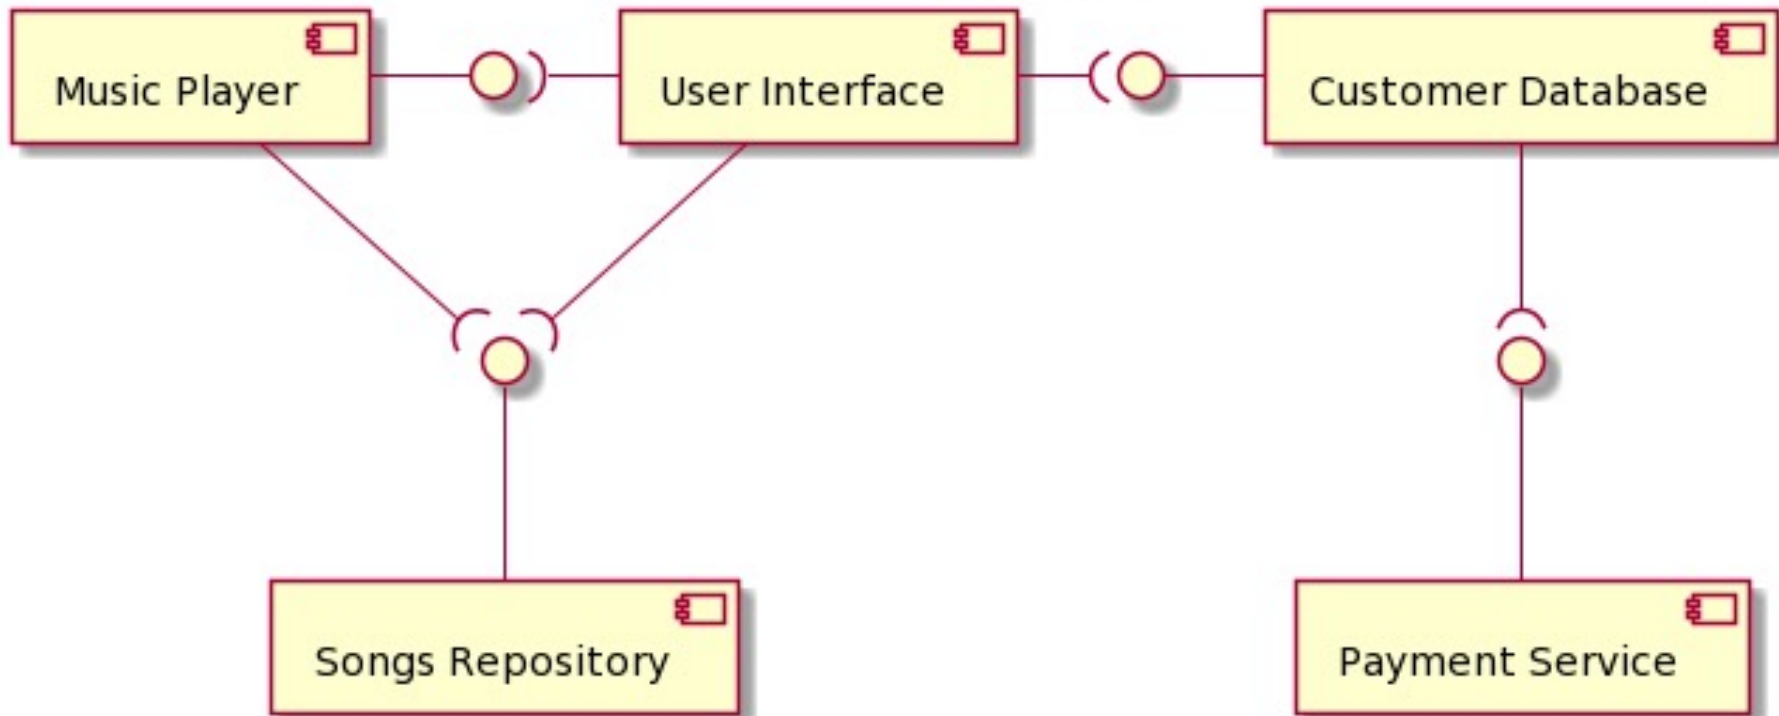 Music Player
User Interface
Customer Database
Songs Repository
Payment Service